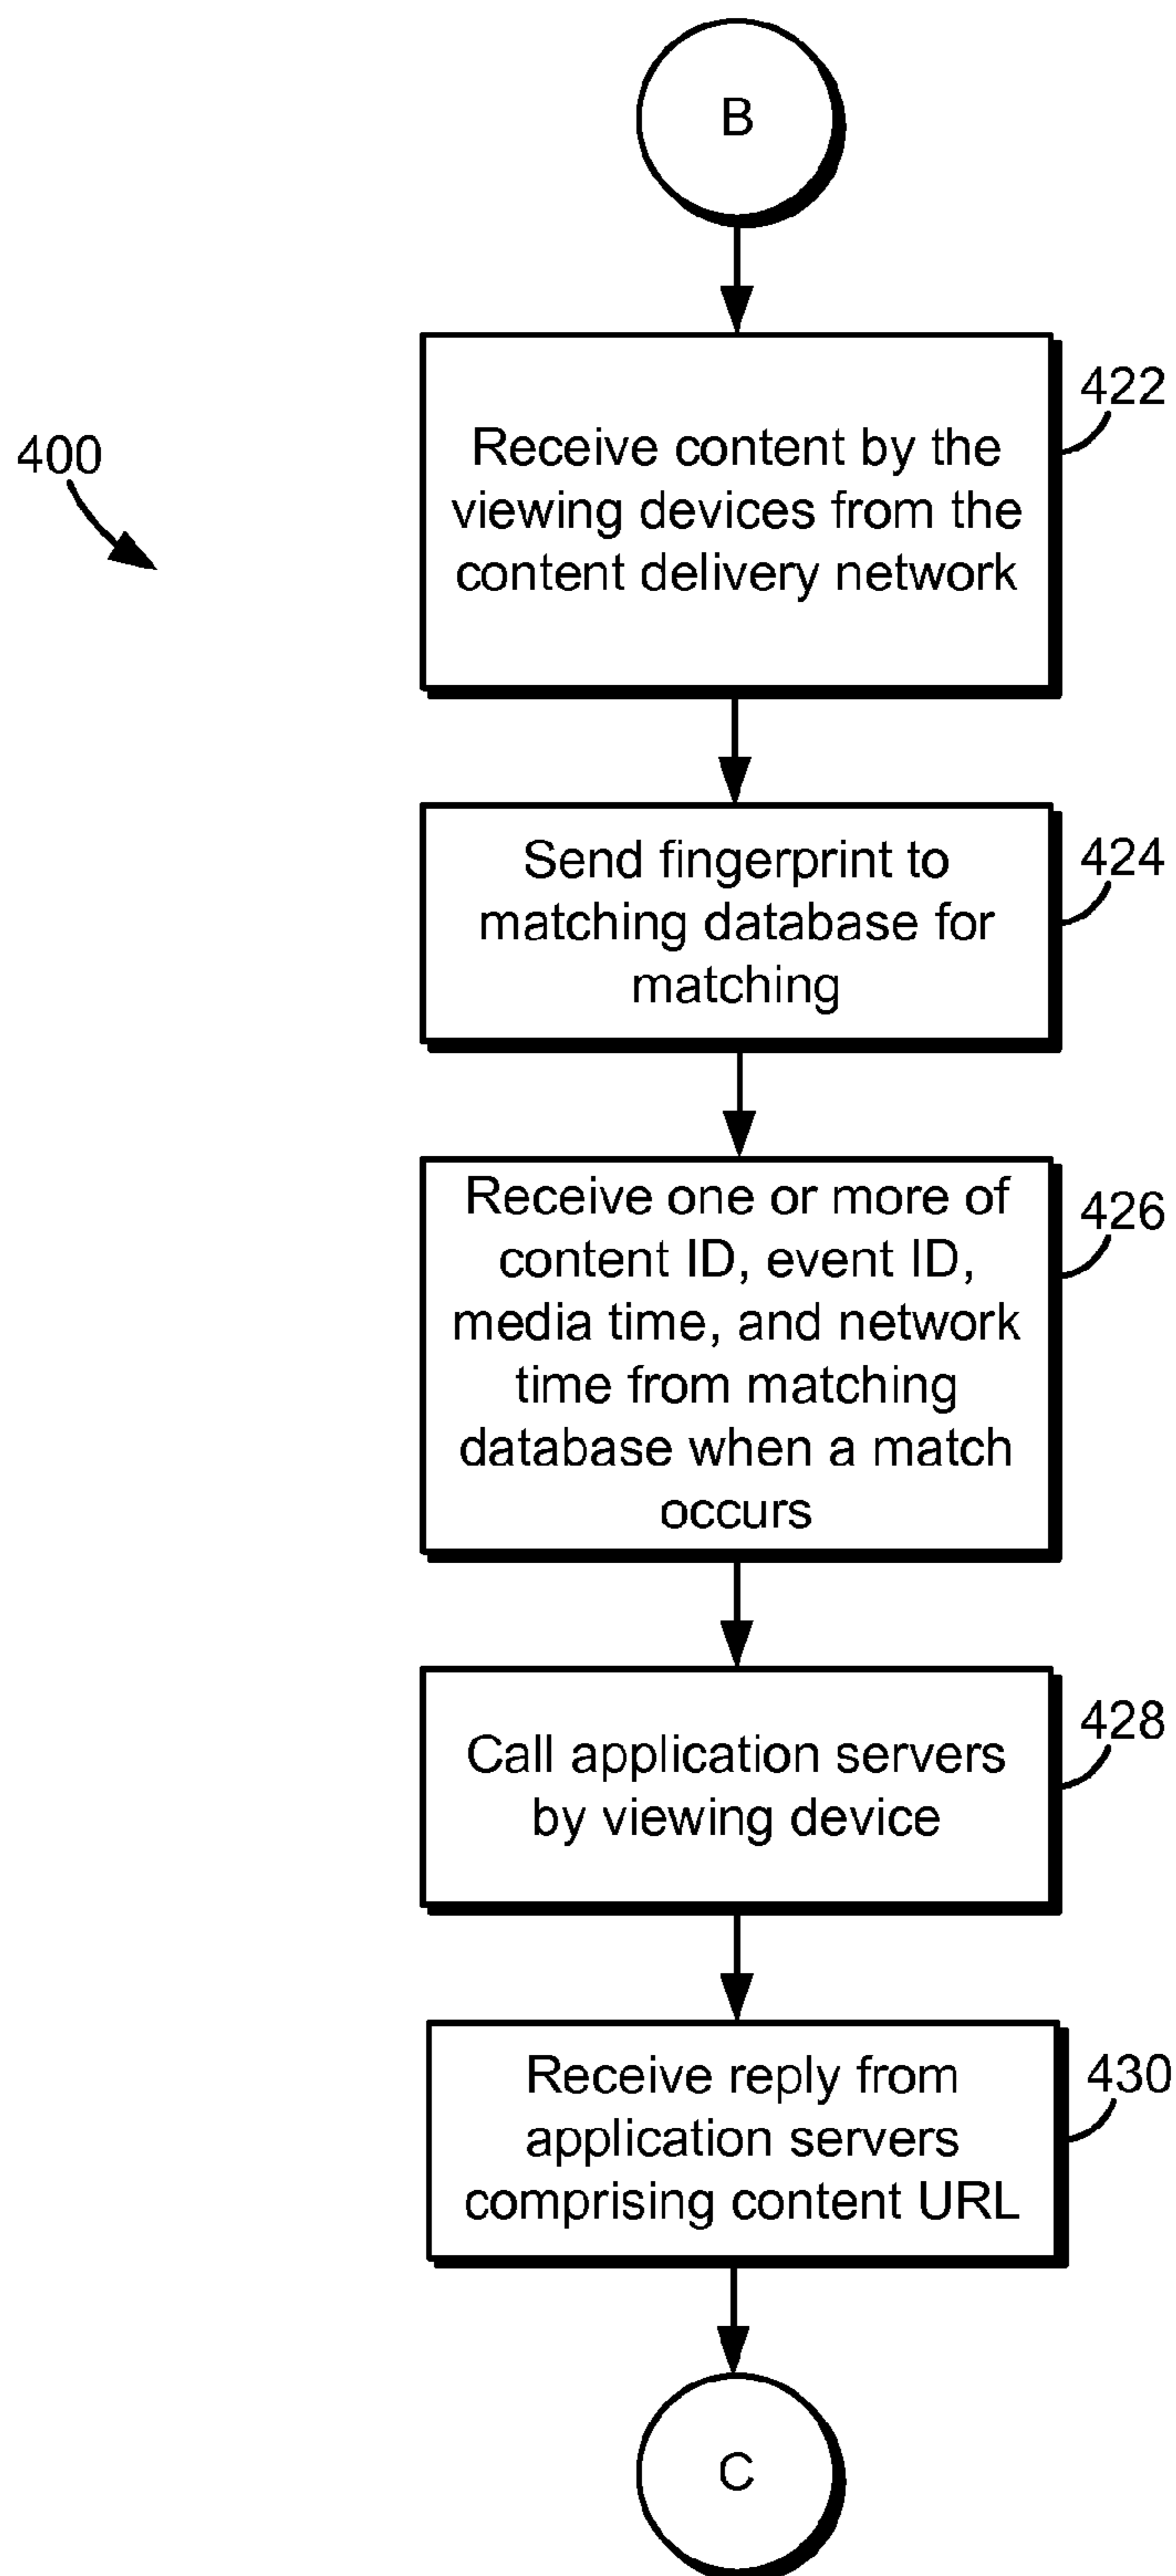 B
400
422
Receive content by the
viewing devices from the
content delivery network
424
Send fingerprint to
matching database for
matching
426
Receive one or more of
content ID, event ID,
media time, and network
time from matching
database when a match
occurs
428
Call application servers
by viewing device
430
Receive reply from
application servers
comprising content URL
C